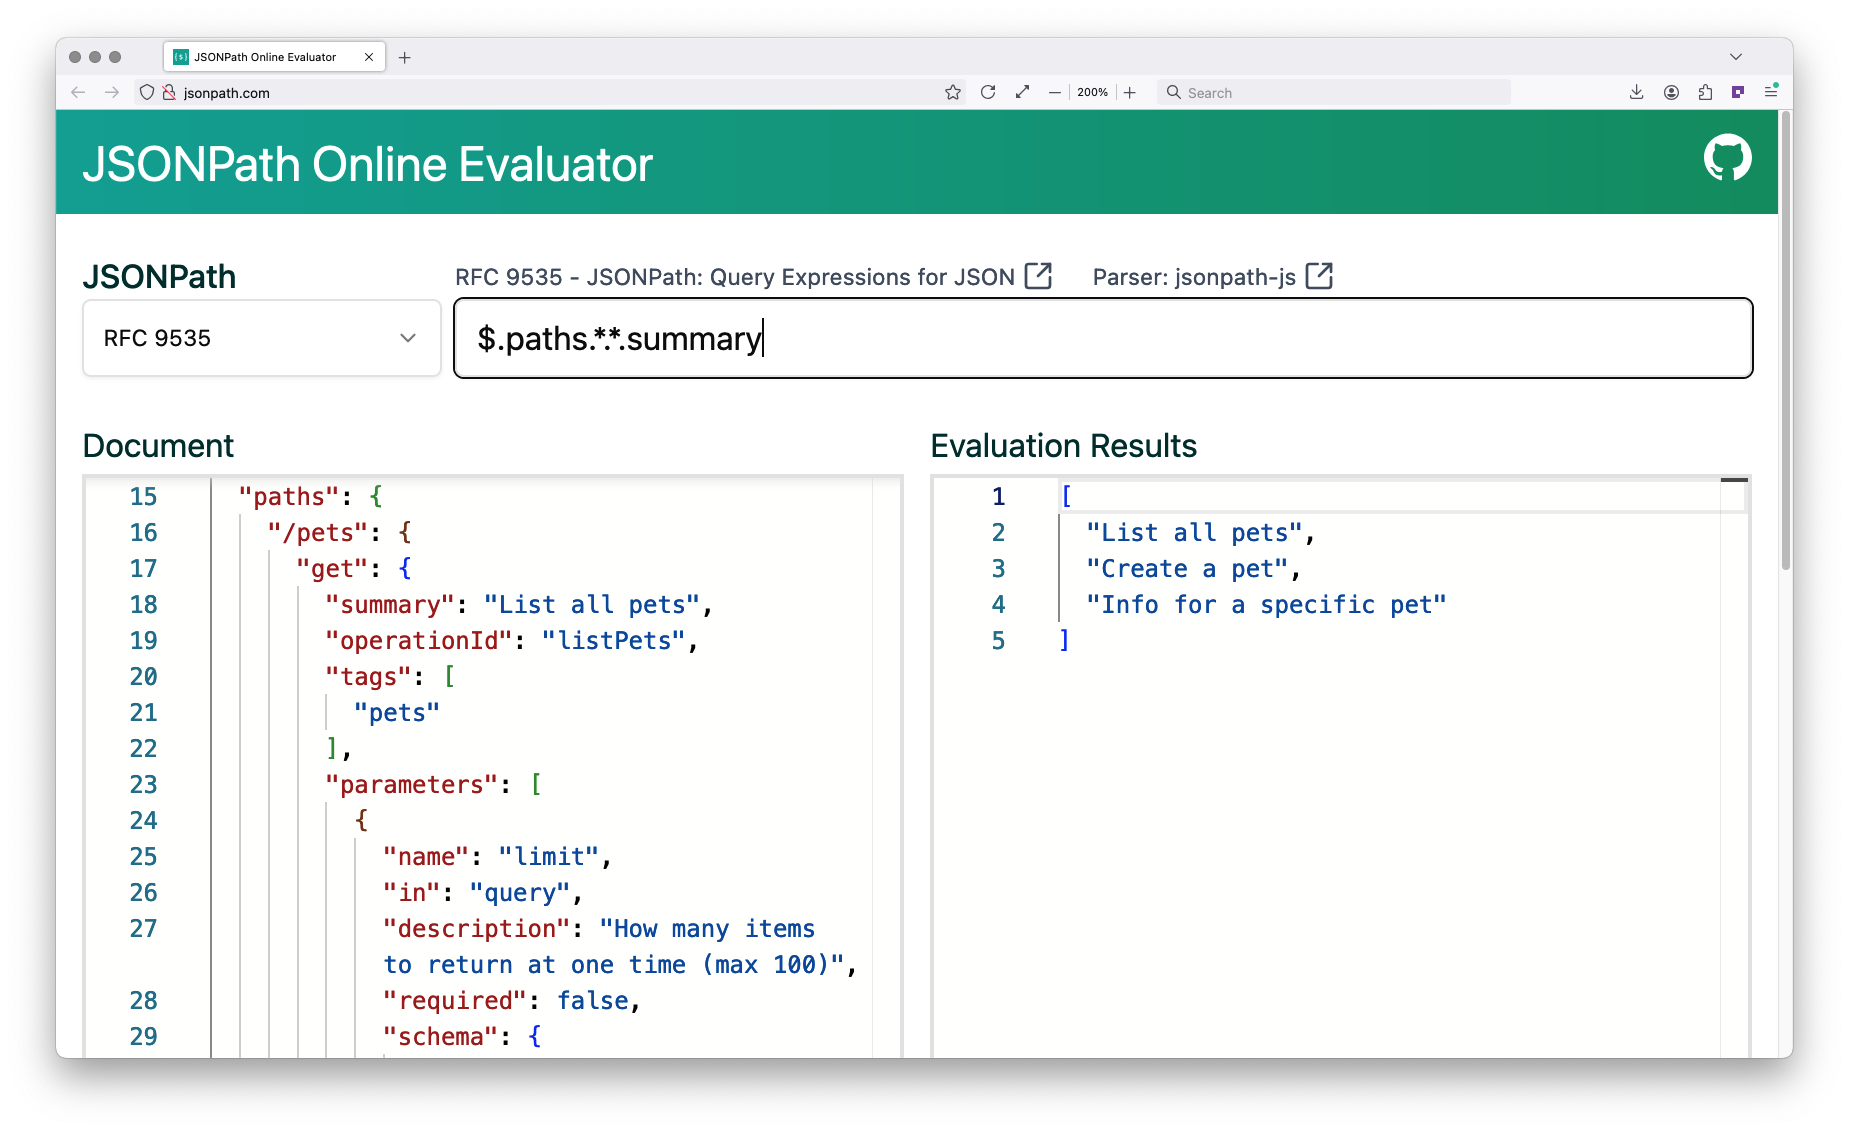 JSONPath Online Evaluator
jsonpath.com
200%
Search
JSONPath Online Evaluator
JSONPath
RFC 9535 - JSONPath: Query Expressions for JSON
Parser: jsonpath-js
RFC 9535
$.paths.*.*.summary
Document
Evaluation Results
15 "paths": {
16 "/pets": {
17 "get": {
18 "summary": "List all pets",
19 "operationId": "listPets",
20 "tags": [
21 "pets"
22 ],
23 "parameters": [
24 {
25 "name": "limit",
26 "in": "query",
27 "description": "How many items
to return at one time (max 100)",
28 "required": false,
29 "schema": {
1 [
2 "List all pets",
3 "Create a pet",
4 "Info for a specific pet"
5 ]